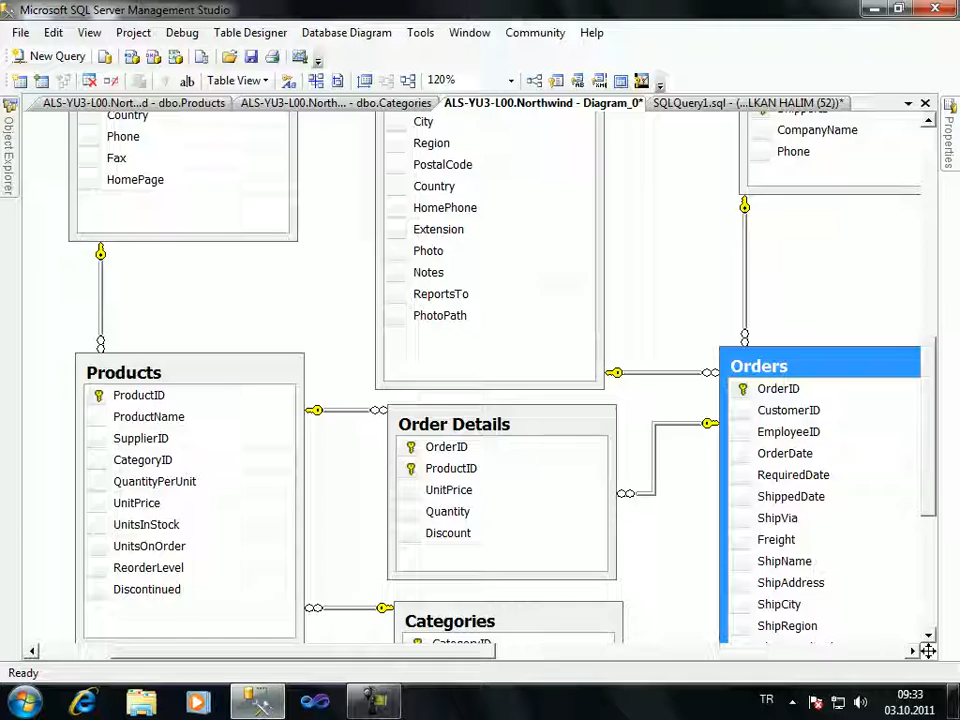 Microsoft SQL Server Management Studio
File Edit View Project Debug Table Designer Database Diagram Tools Window Community Help
New Query
ab Table View 120%
ALS-YU3-L00.Nort...d - dbo.Products ALS-YU3-L00.North... - dbo.Categories ALS-YU3-L00.Northwind - Diagram_0* SQLQuery1.sql - (...LKAN HALIM (52))*
Object Explorer
Properties
Country
Phone
Fax
HomePage
City
Region
PostalCode
Country
HomePhone
Extension
Photo
Notes
ReportsTo
PhotoPath
CompanyName
Phone
Products
ProductID
ProductName
SupplierID
CategoryID
QuantityPerUnit
UnitPrice
UnitsInStock
UnitsOnOrder
ReorderLevel
Discontinued
Order Details
OrderID
ProductID
UnitPrice
Quantity
Discount
Categories
CategoryID
Orders
OrderID
CustomerID
EmployeeID
OrderDate
RequiredDate
ShippedDate
ShipVia
Freight
ShipName
ShipAddress
ShipCity
ShipRegion
Ready
TR
09:33
03.10.2011